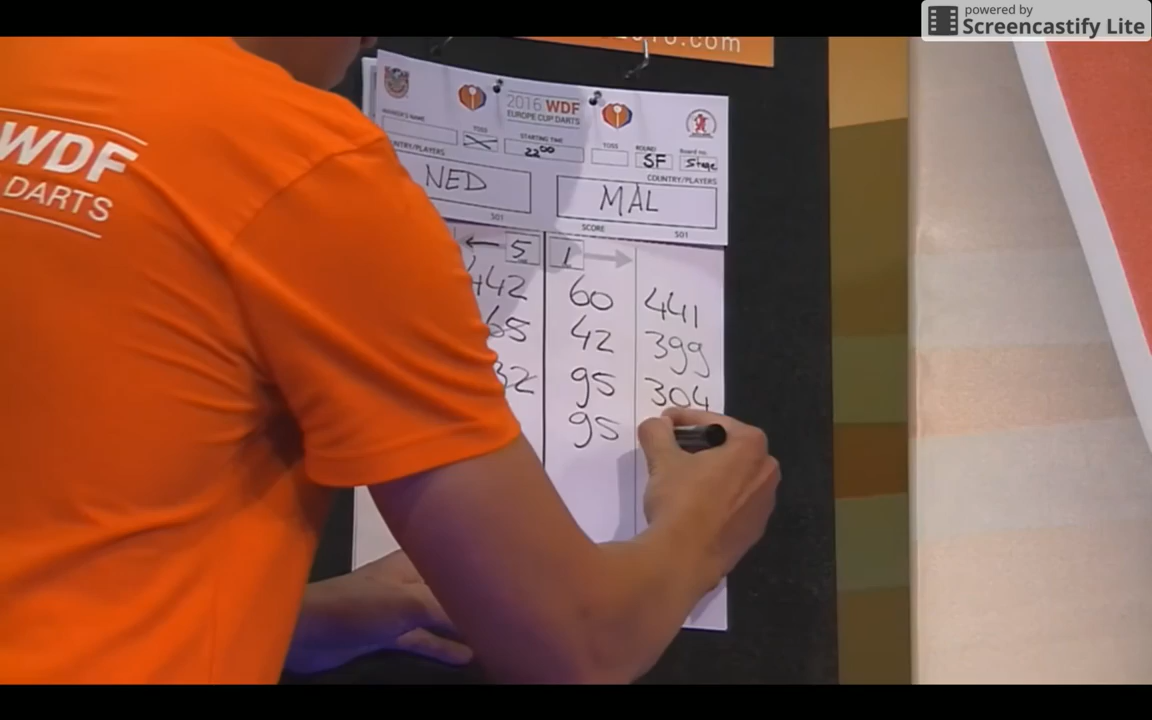 powered by
Screencastify Lite
WDF
DARTS
2016 WDF
EUROPE CUP DARTS
TOSS
STARTING TIME
22⁰⁰
TOSS
ROUND
SF
Board no.
Stage
COUNTRY/PLAYERS
NED
MAL
501
SCORE
501
← 5 1 →
442 60 441
65 42 399
32 95 304
95